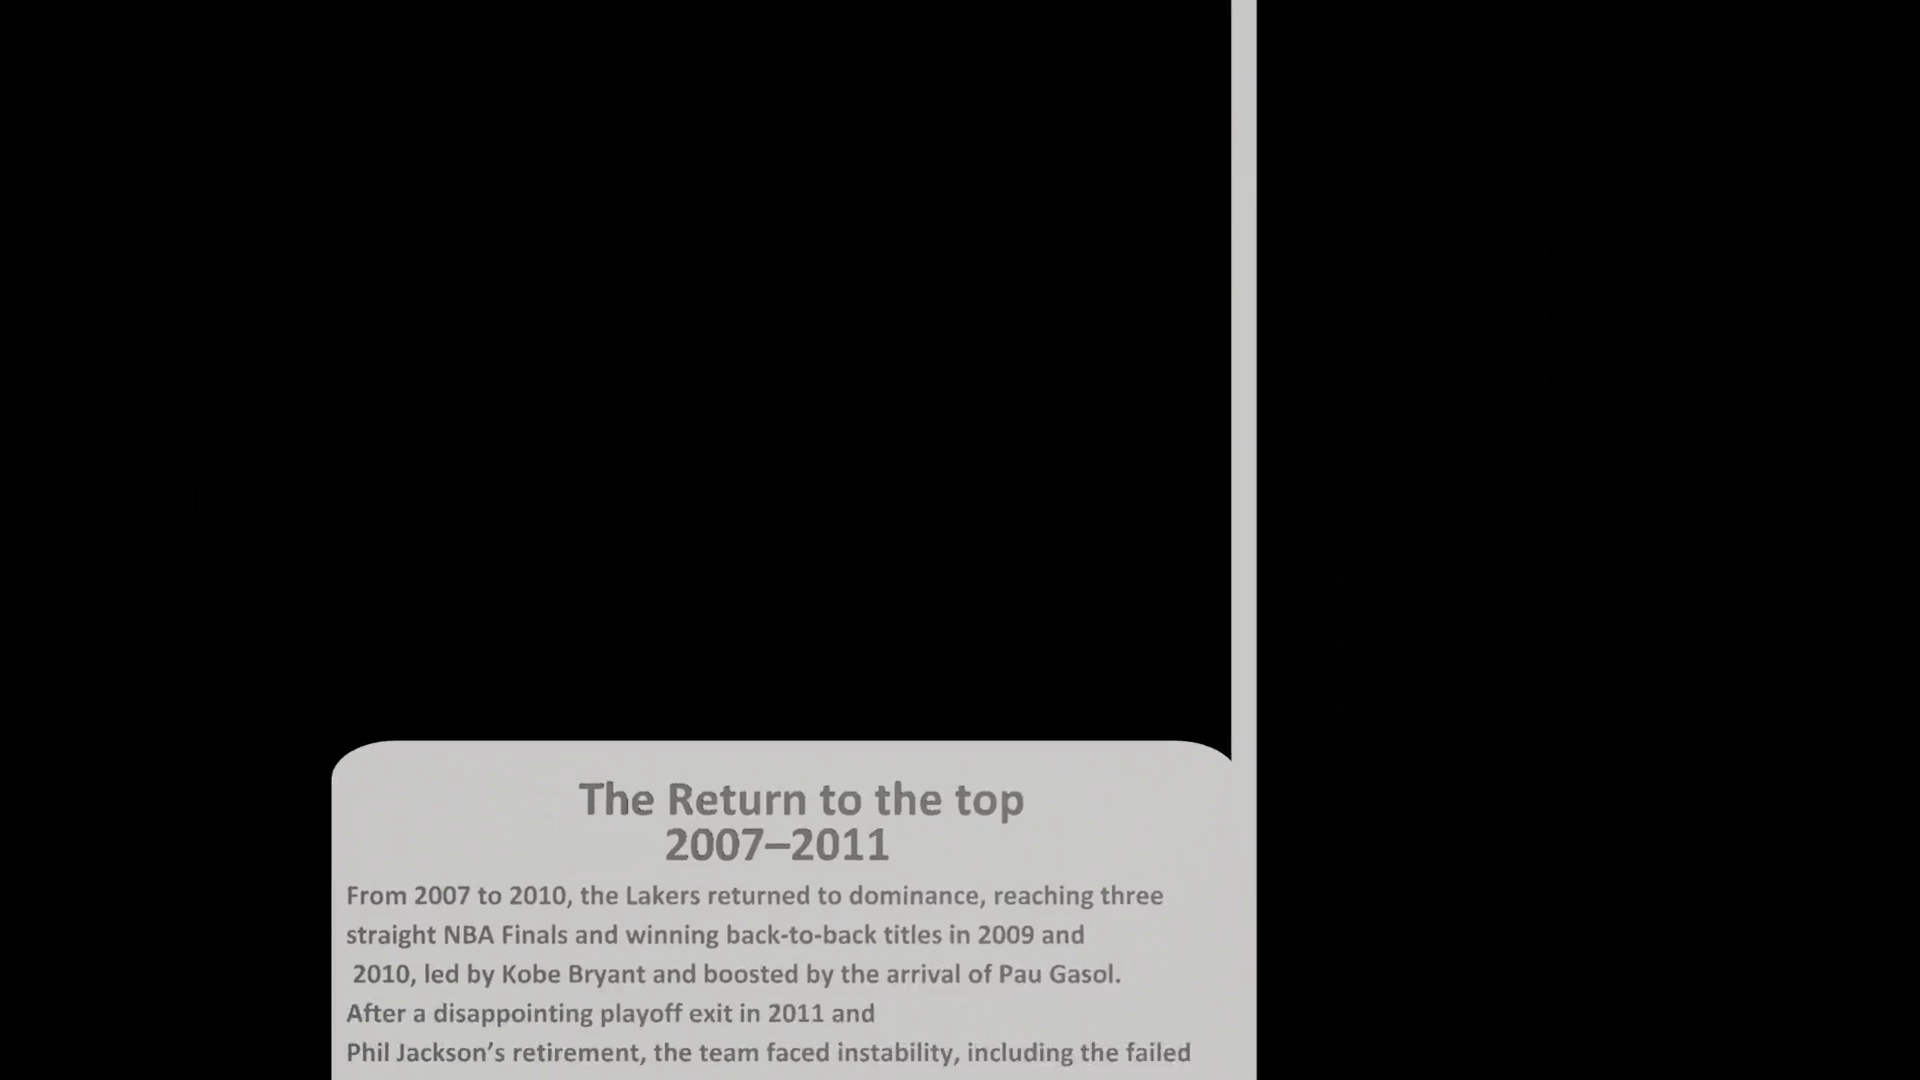 The Return to the top
2007–2011
From 2007 to 2010, the Lakers returned to dominance, reaching three
straight NBA Finals and winning back-to-back titles in 2009 and
2010, led by Kobe Bryant and boosted by the arrival of Pau Gasol.
After a disappointing playoff exit in 2011 and
Phil Jackson’s retirement, the team faced instability, including the failed